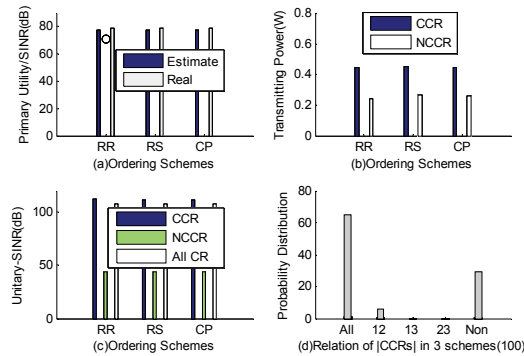 Primary Utility/SINR(dB)
80
60
40
20
0
Estimate
Real
RR RS CP
(a)Ordering Schemes
Transmitting Power(W)
0.8
0.6
0.4
0.2
0
CCR
NCCR
RR RS CP
(b)Ordering Schemes
Unitary-SINR(dB)
100
50
0
CCR
NCCR
All CR
RR RS CP
(c)Ordering Schemes
Probability Distribution
80
60
40
20
0
All 12 13 23 Non
(d)Relation of |CCRs| in 3 schemes(100)